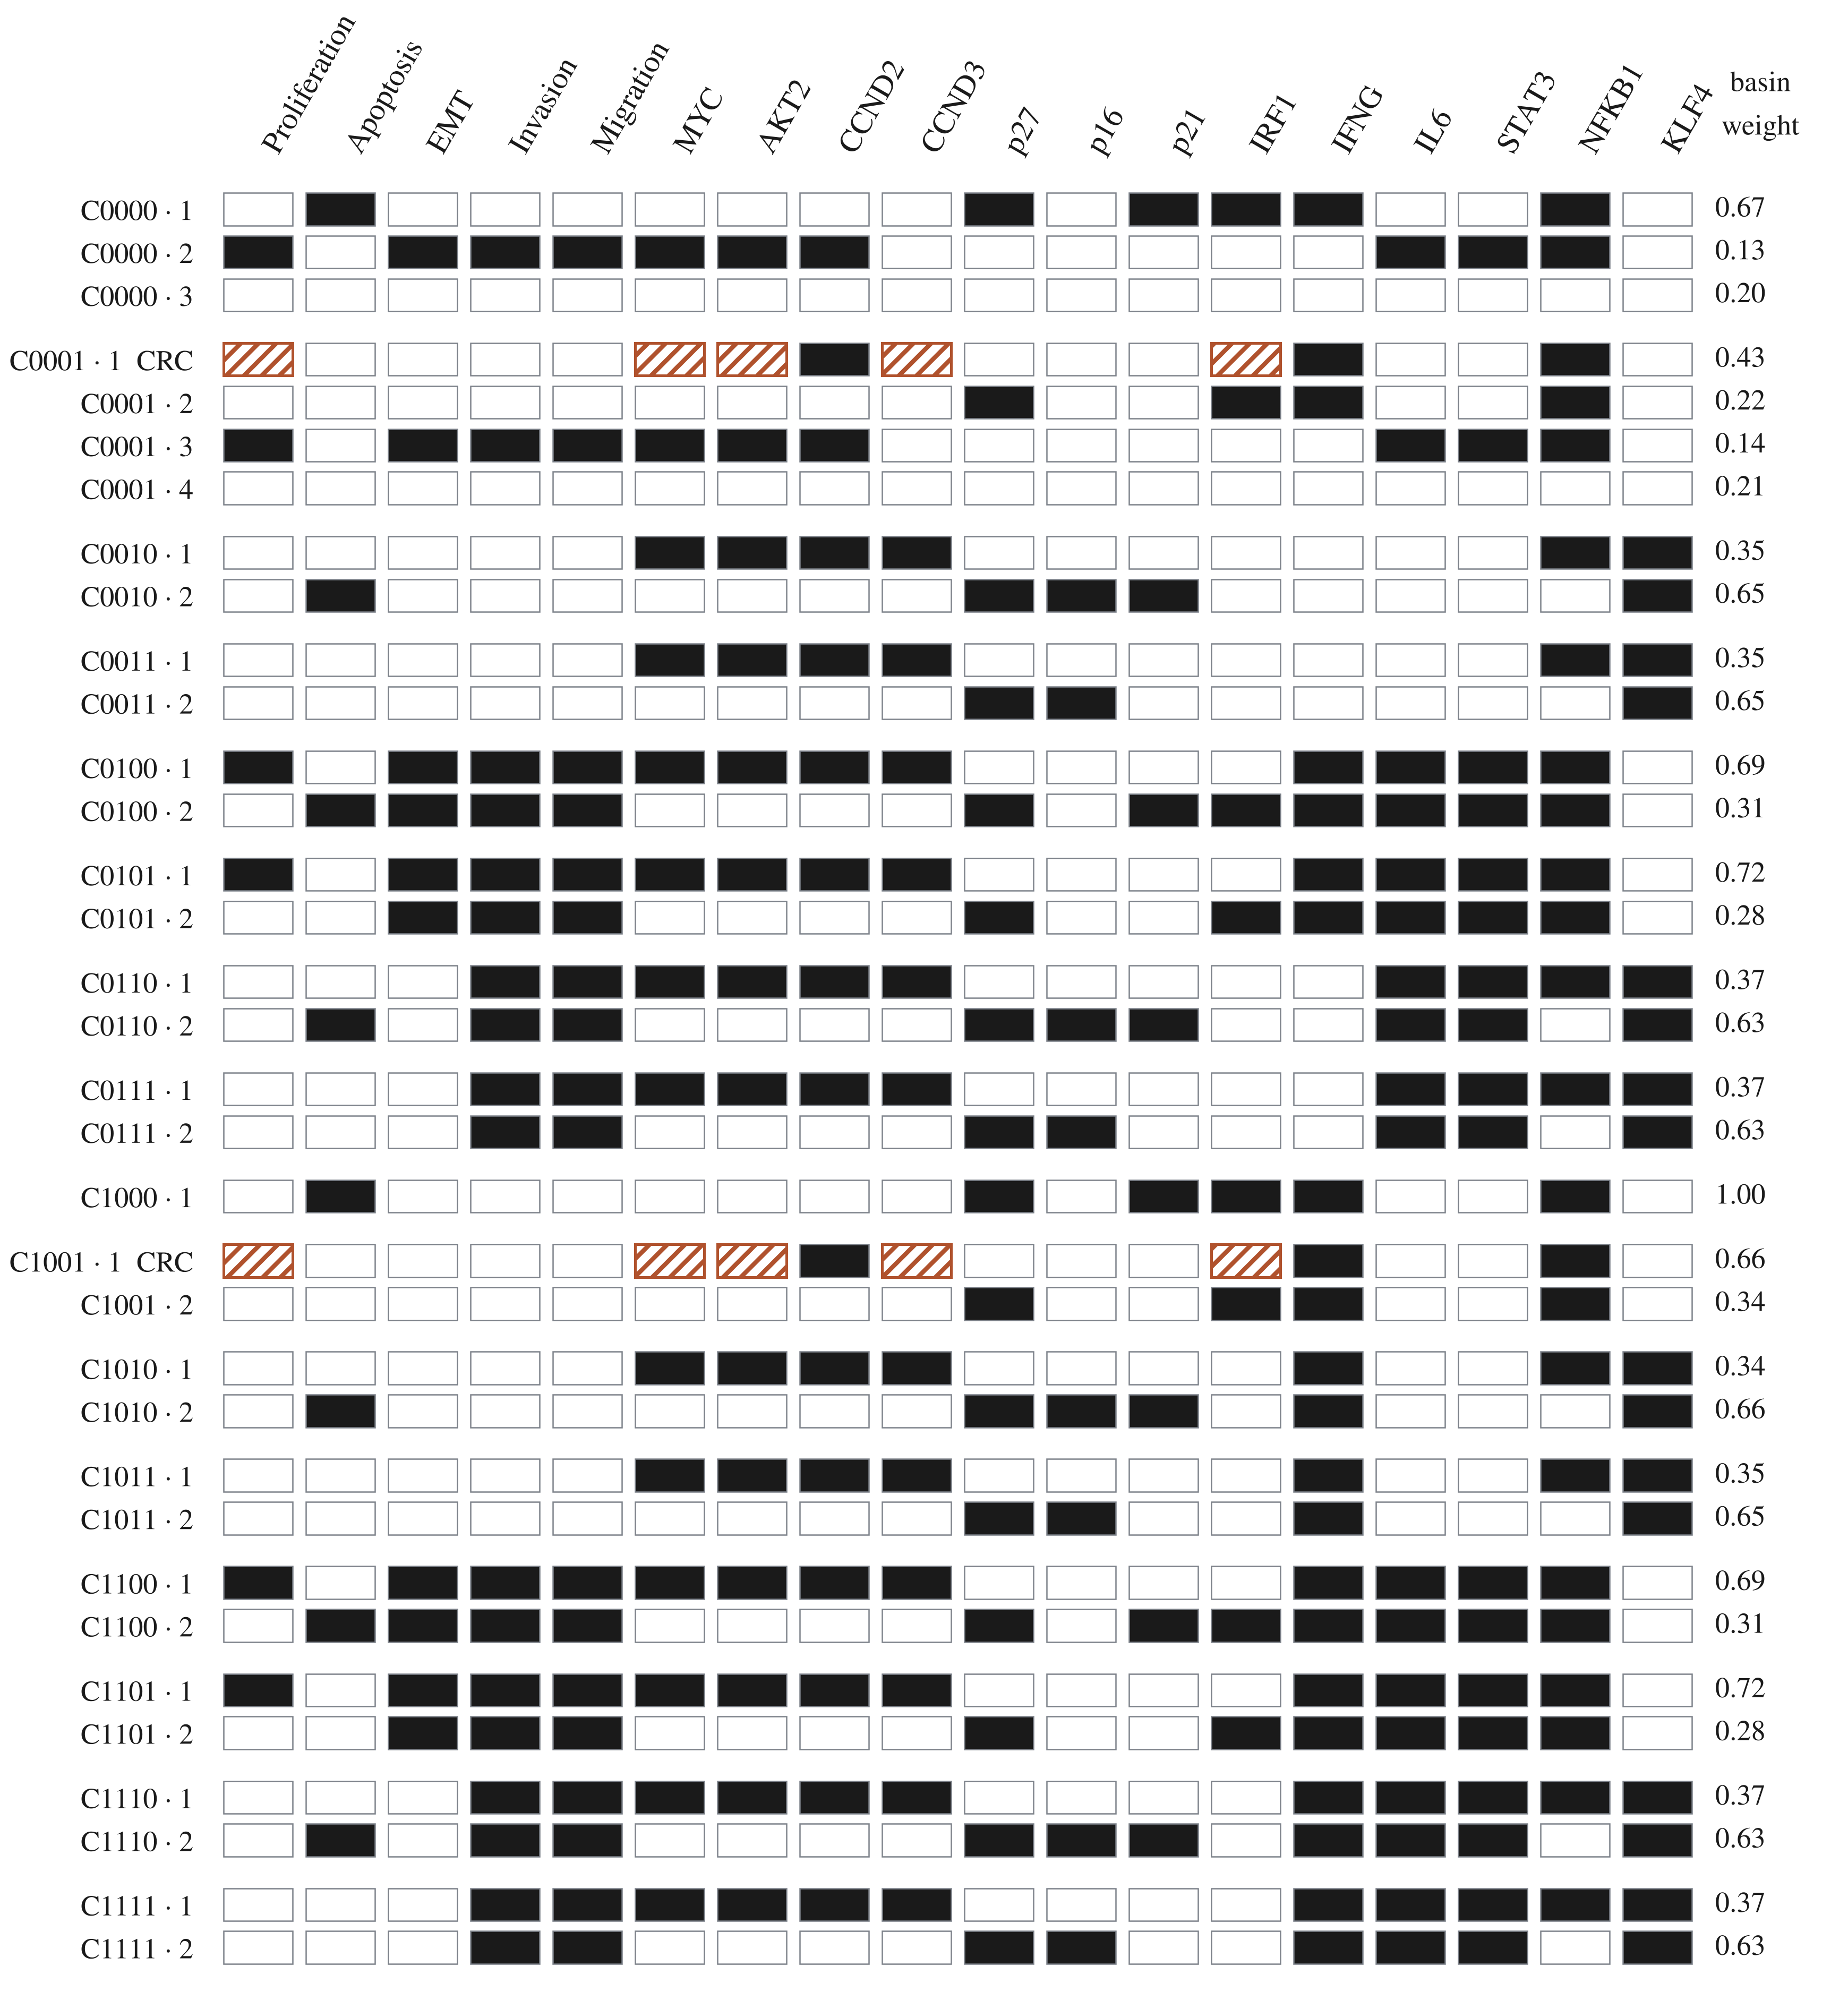 Proliferation Apoptosis EMT Invasion Migration MYC AKT2 CCND2 CCND3 p27 p16 p21 IRF1 IFNG IL6 STAT3 NFKB1 KLF4 basin
weight
C0000 · 1 0.67
C0000 · 2 0.13
C0000 · 3 0.20
C0001 · 1 CRC 0.43
C0001 · 2 0.22
C0001 · 3 0.14
C0001 · 4 0.21
C0010 · 1 0.35
C0010 · 2 0.65
C0011 · 1 0.35
C0011 · 2 0.65
C0100 · 1 0.69
C0100 · 2 0.31
C0101 · 1 0.72
C0101 · 2 0.28
C0110 · 1 0.37
C0110 · 2 0.63
C0111 · 1 0.37
C0111 · 2 0.63
C1000 · 1 1.00
C1001 · 1 CRC 0.66
C1001 · 2 0.34
C1010 · 1 0.34
C1010 · 2 0.66
C1011 · 1 0.35
C1011 · 2 0.65
C1100 · 1 0.69
C1100 · 2 0.31
C1101 · 1 0.72
C1101 · 2 0.28
C1110 · 1 0.37
C1110 · 2 0.63
C1111 · 1 0.37
C1111 · 2 0.63